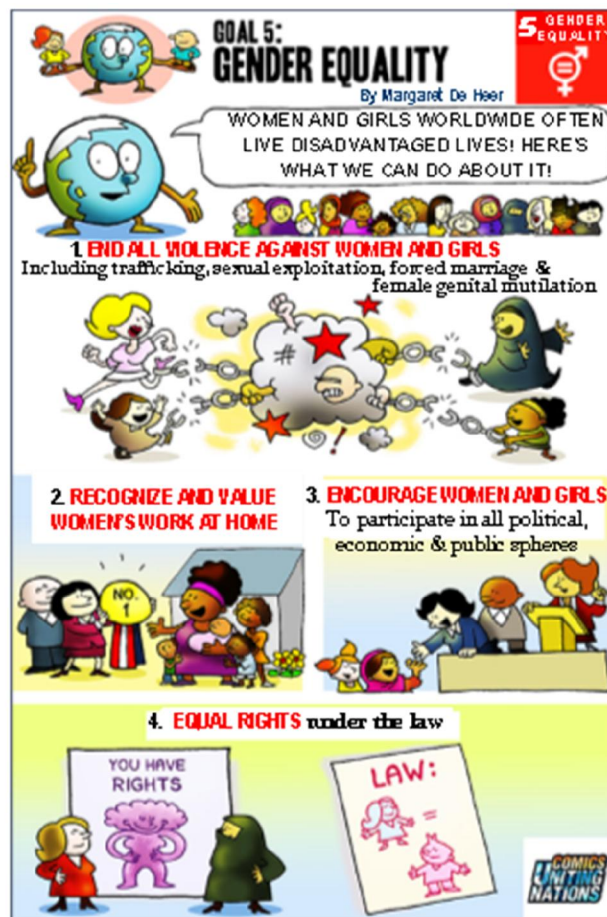 GOAL 5:
GENDER EQUALITY
By Margaret De Heer
5 GENDER
EQUALITY
WOMEN AND GIRLS WORLDWIDE OFTEN
LIVE DISADVANTAGED LIVES! HERE'S
WHAT WE CAN DO ABOUT IT!
1. END ALL VIOLENCE AGAINST WOMEN AND GIRLS
Including trafficking, sexual exploitation, forced marriage &
female genital mutilation
#
!
2. RECOGNIZE AND VALUE
WOMEN'S WORK AT HOME
NO.
1
3. ENCOURAGE WOMEN AND GIRLS
To participate in all political,
economic & public spheres
4. EQUAL RIGHTS under the law
YOU HAVE
RIGHTS
LAW:
=
COMICS
UNITING
NATIONS